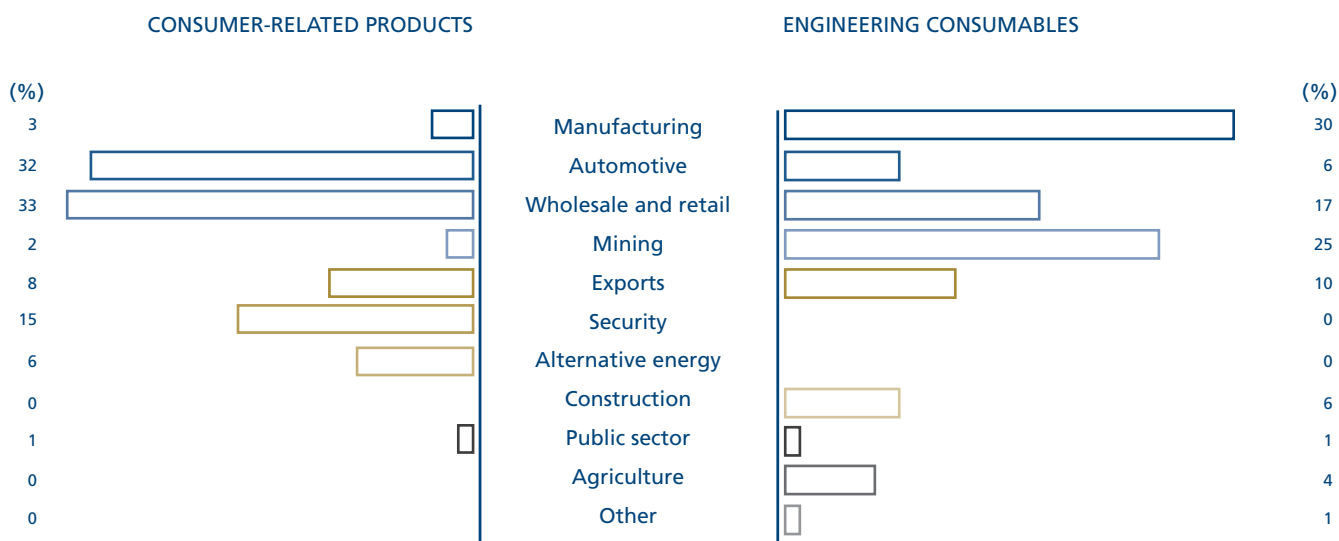 CONSUMER-RELATED PRODUCTS ENGINEERING CONSUMABLES
(%) (%)
3 Manufacturing 30
32 Automotive 6
33 Wholesale and retail 17
2 Mining 25
8 Exports 10
15 Security 0
6 Alternative energy 0
0 Construction 6
1 Public sector 1
0 Agriculture 4
0 Other 1